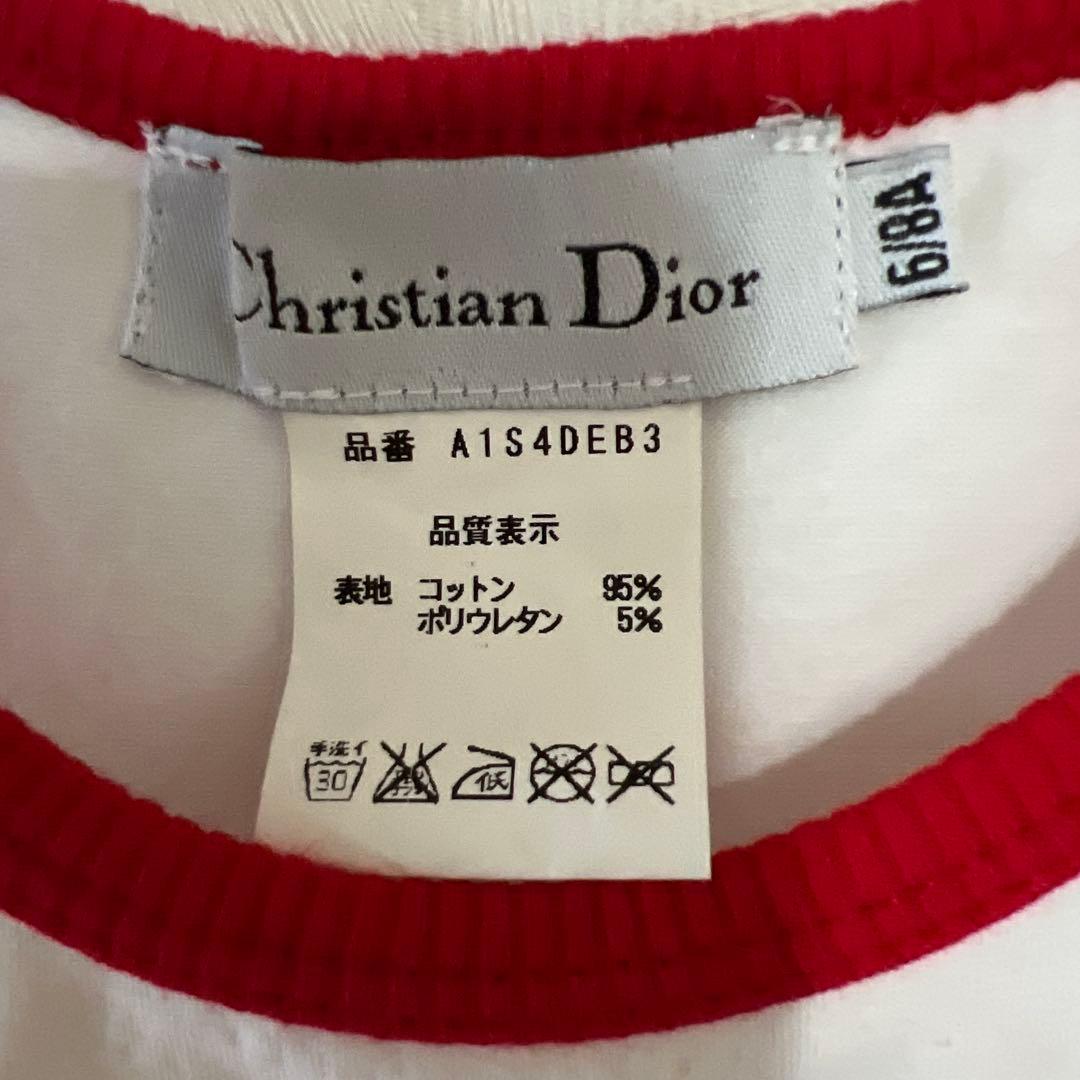 Christian Dior
6/8A
品番 A1S4DEB3
品質表示
表地 コットン 95%
ポリウレタン 5%
手洗イ
30
低